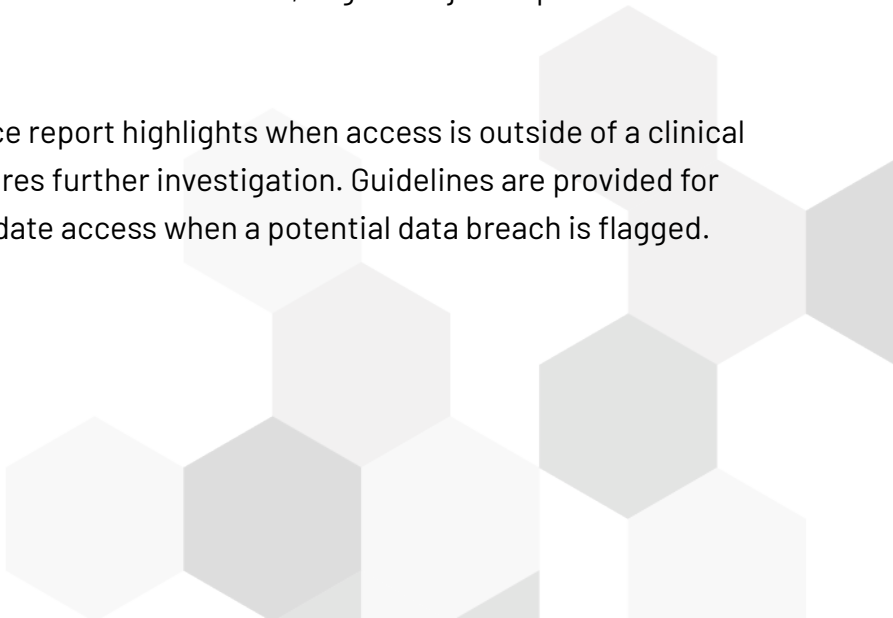 ce report highlights when access is outside of a clinical
res further investigation. Guidelines are provided for
date access when a potential data breach is flagged.